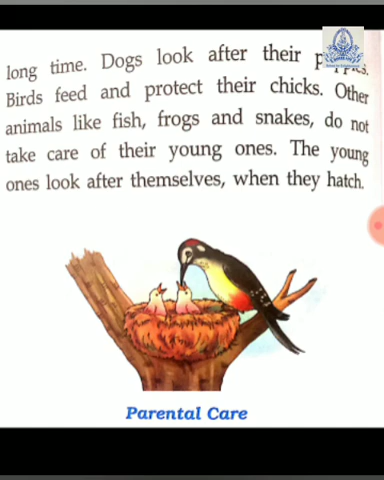 long time. Dogs look after their
Birds feed and protect their chicks. Other
animals like fish, frogs and snakes, do not
take care of their young ones. The young
ones look after themselves, when they hatch.
Parental Care